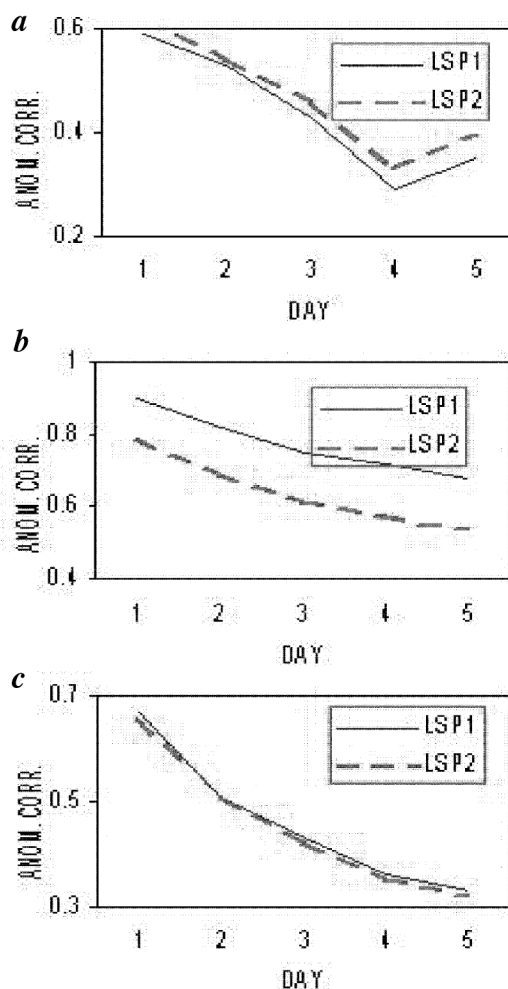 a
0.6
0.4
0.2
ANOM. CORR.
LSP1
LSP2
1 2 3 4 5
DAY
b
1
0.8
0.6
0.4
ANOM. CORR.
LSP1
LSP2
1 2 3 4 5
DAY
c
0.7
0.5
0.3
ANOM. CORR.
LSP1
LSP2
1 2 3 4 5
DAY